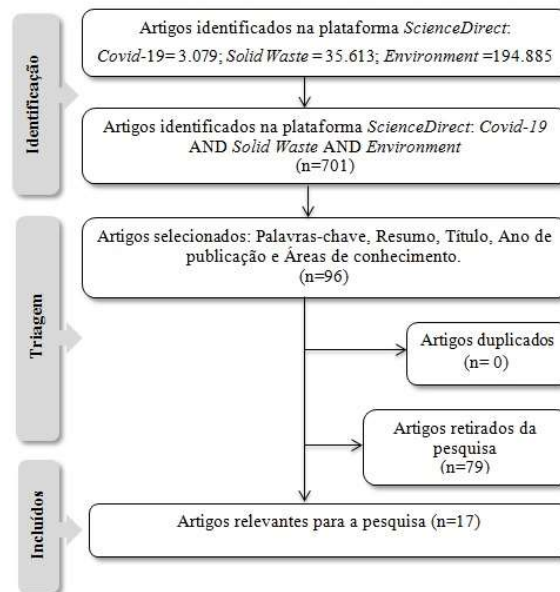 Identificação
Artigos identificados na plataforma ScienceDirect:
Covid-19= 3.079; Solid Waste = 35.613; Environment =194.885
Artigos identificados na plataforma ScienceDirect: Covid-19
AND Solid Waste AND Environment
(n=701)
Triagem
Artigos selecionados: Palavras-chave, Resumo, Título, Ano de
publicação e Áreas de conhecimento.
(n=96)
Artigos duplicados
(n= 0)
Artigos retirados da
pesquisa
(n=79)
Incluídos
Artigos relevantes para a pesquisa (n=17)